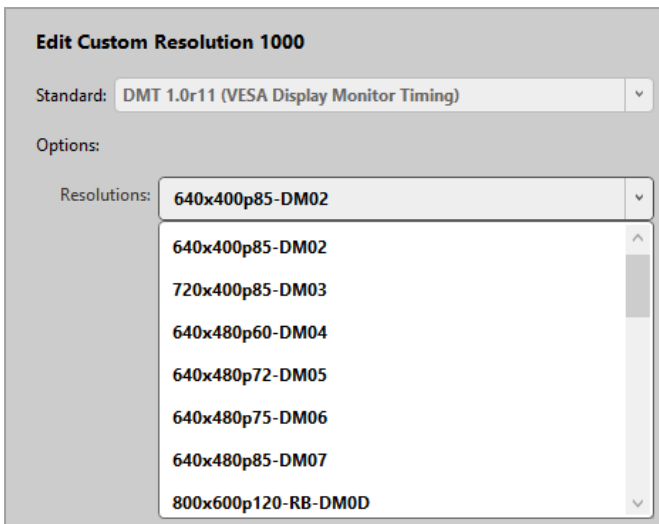 Edit Custom Resolution 1000
Standard: DMT 1.0r11 (VESA Display Monitor Timing)
Options:
Resolutions: 640x400p85-DM02
640x400p85-DM02
720x400p85-DM03
640x480p60-DM04
640x480p72-DM05
640x480p75-DM06
640x480p85-DM07
800x600p120-RB-DM0D